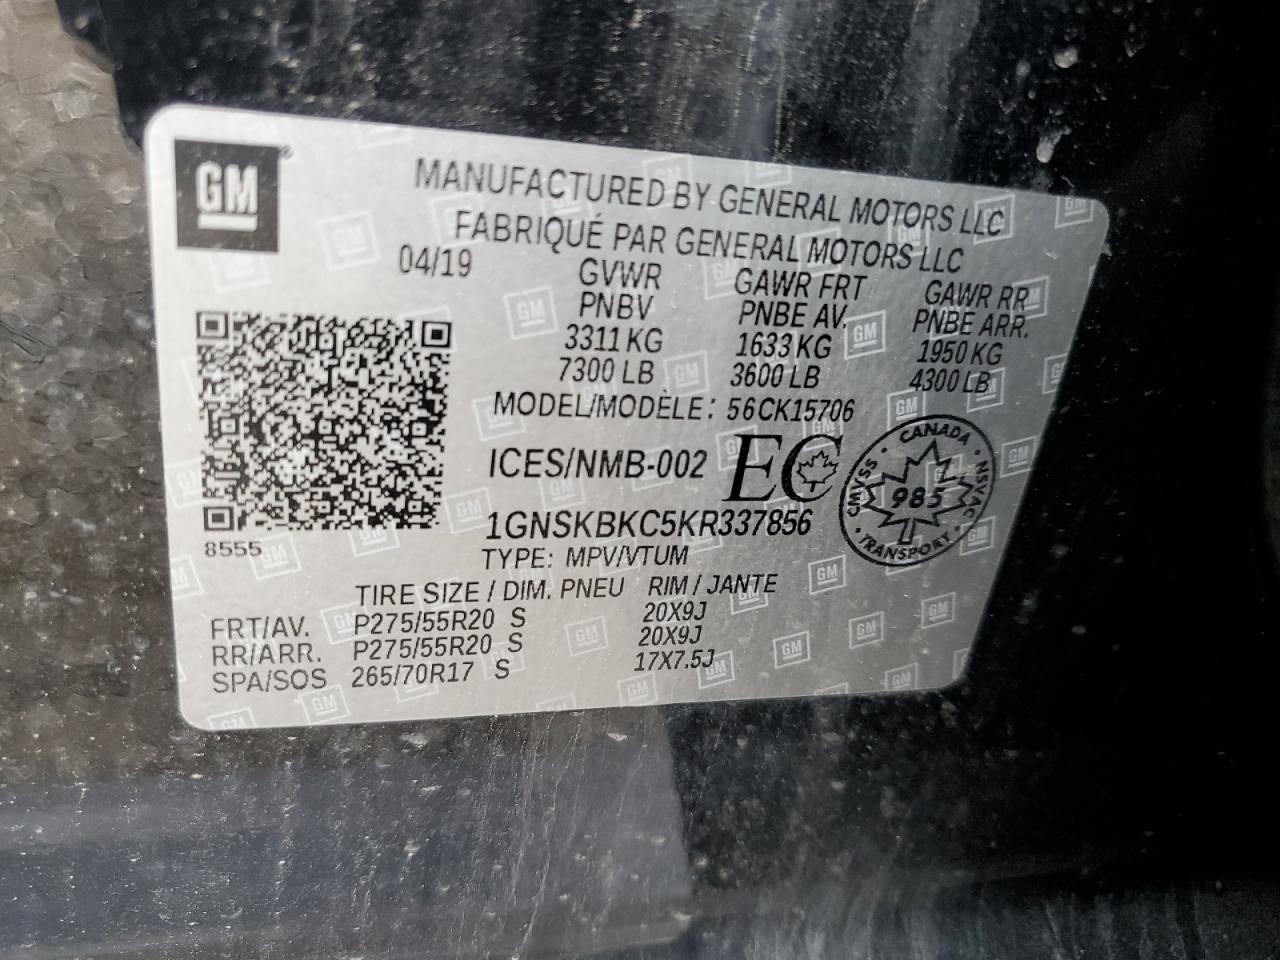 GM®
MANUFACTURED BY GENERAL MOTORS LLC
FABRIQUÉ PAR GENERAL MOTORS LLC
04/19
GVWR GAWR FRT GAWR RR
PNBV PNBE AV. PNBE ARR.
3311 KG 1633 KG 1950 KG
7300 LB 3600 LB 4300 LB
MODEL/MODÈLE: 56CK15706
ICES/NMB-002 EC
CANADA
CMVSS 985 NSVAC
TRANSPORT
1GNSKBKC5KR337856
8555
TYPE: MPV/VTUM
TIRE SIZE / DIM. PNEU RIM / JANTE
FRT/AV. P275/55R20 S 20X9J
RR/ARR. P275/55R20 S 20X9J
SPA/SOS 265/70R17 S 17X7.5J